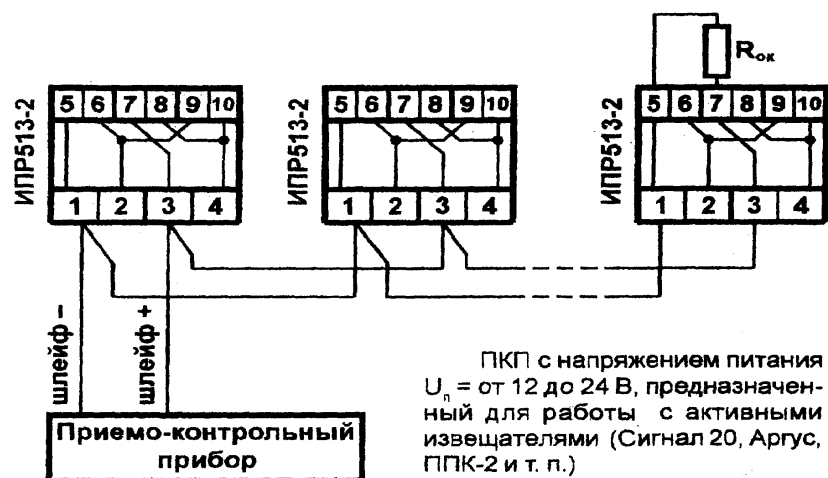 Rок
5 6 7 8 9 10
5 6 7 8 9 10
5 6 7 8 9 10
ИПР513-2
ИПР513-2
ИПР513-2
1 2 3 4
1 2 3 4
1 2 3 4
шлейф –
шлейф +
ПКП с напряжением питания
Uп = от 12 до 24 В, предназначен-
ный для работы с активными
извещателями (Сигнал 20, Аргус,
ППК-2 и т. п.)
Приемо-контрольный
прибор